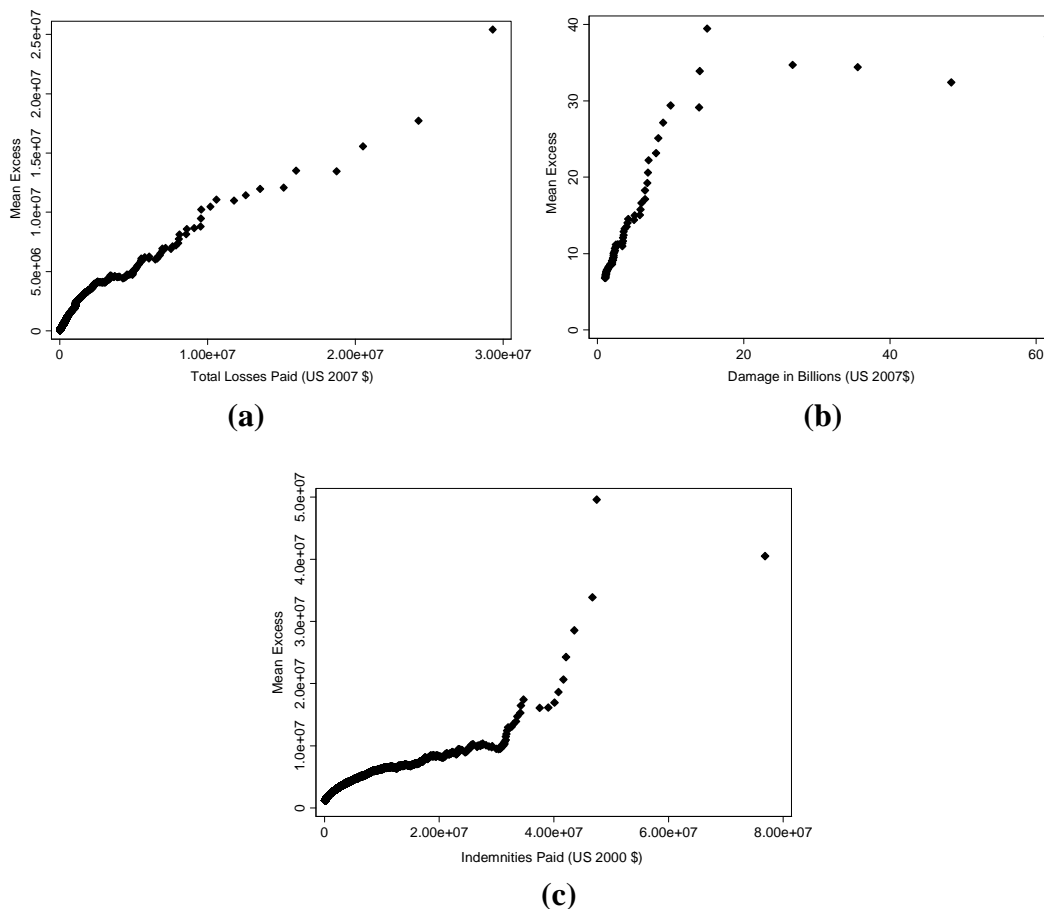 2.5e+07
2.0e+07
1.5e+07
1.0e+07
5.0e+06
0
Mean Excess
0 1.00e+07 2.00e+07 3.00e+07
Total Losses Paid (US 2007 $)
(a)
40
30
20
10
0
Mean Excess
0 20 40 60
Damage in Billions (US 2007$)
(b)
5.0e+07
4.0e+07
3.0e+07
2.0e+07
1.0e+07
0
Mean Excess
0 2.00e+07 4.00e+07 6.00e+07 8.00e+07
Indemnities Paid (US 2000 $)
(c)